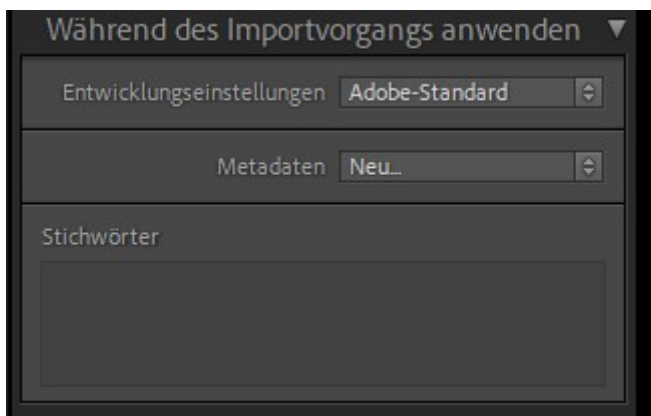 Während des Importvorgangs anwenden
Entwicklungseinstellungen Adobe-Standard
Metadaten Neu...
Stichwörter